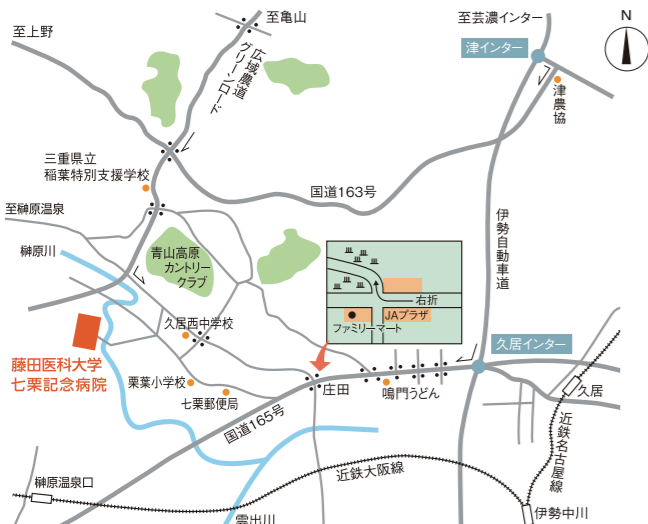 至亀山
至芸濃インター
N
至上野
津インター
広域農道
グリーンロード
津農協
三重県立
稲葉特別支援学校
国道163号
至榊原温泉
伊勢自動車道
榊原川
青山高原
カントリー
クラブ
右折
JAプラザ
ファミリーマート
久居西中学校
久居インター
藤田医科大学
七栗記念病院
栗葉小学校
庄田
鳴門うどん
七栗郵便局
久居
国道165号
近鉄名古屋線
近鉄大阪線
榊原温泉口
雲出川
伊勢中川